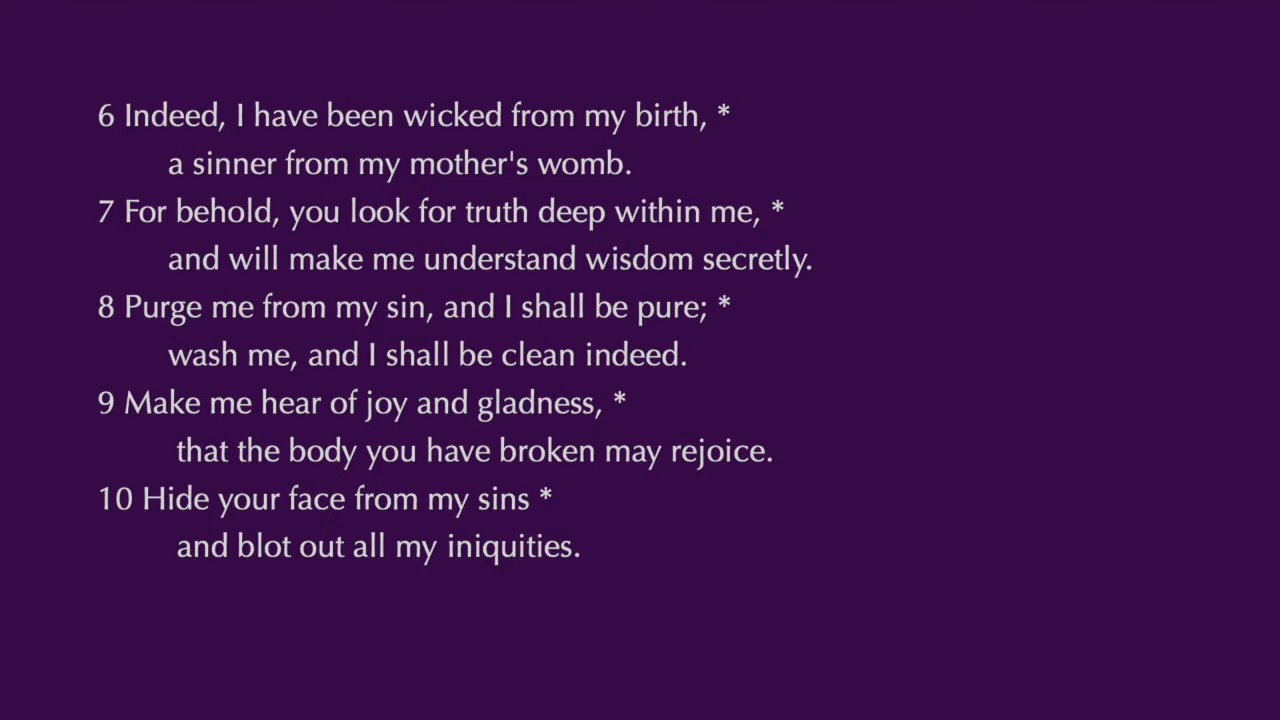 6 Indeed, I have been wicked from my birth, *
a sinner from my mother's womb.
7 For behold, you look for truth deep within me, *
and will make me understand wisdom secretly.
8 Purge me from my sin, and I shall be pure; *
wash me, and I shall be clean indeed.
9 Make me hear of joy and gladness, *
that the body you have broken may rejoice.
10 Hide your face from my sins *
and blot out all my iniquities.